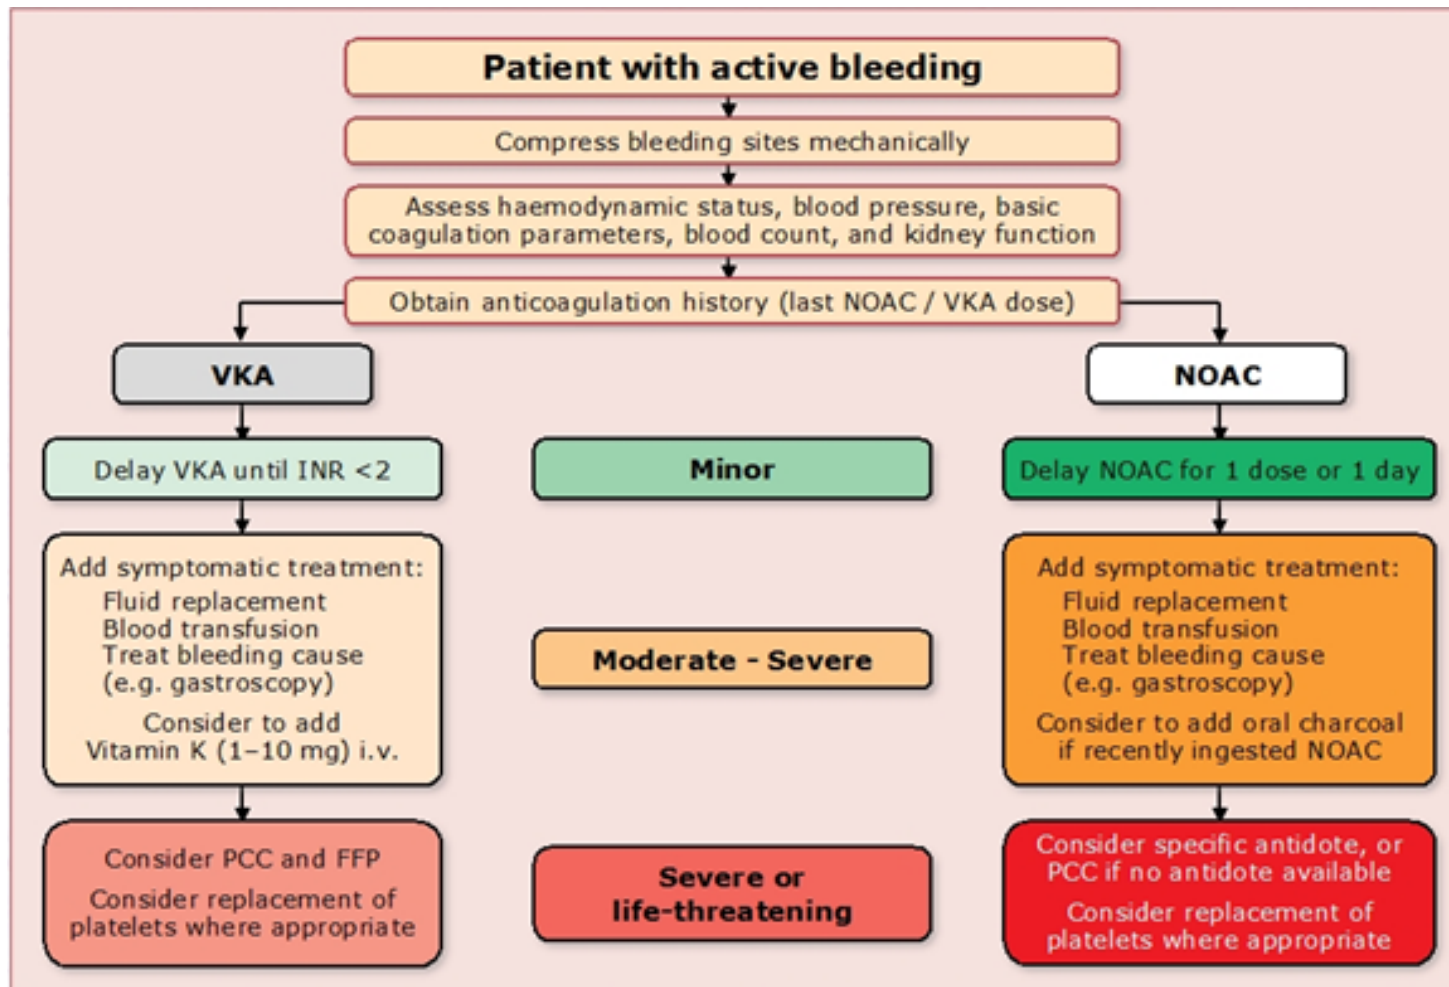 Patient with active bleeding
Compress bleeding sites mechanically
Assess haemodynamic status, blood pressure, basic
coagulation parameters, blood count, and kidney function
Obtain anticoagulation history (last NOAC / VKA dose)
VKA
NOAC
Delay VKA until INR <2
Minor
Delay NOAC for 1 dose or 1 day
Add symptomatic treatment:
Fluid replacement
Blood transfusion
Treat bleeding cause
(e.g. gastroscopy)
Consider to add
Vitamin K (1–10 mg) i.v.
Moderate - Severe
Add symptomatic treatment:
Fluid replacement
Blood transfusion
Treat bleeding cause
(e.g. gastroscopy)
Consider to add oral charcoal
if recently ingested NOAC
Consider PCC and FFP
Consider replacement of
platelets where appropriate
Severe or
life-threatening
Consider specific antidote, or
PCC if no antidote available
Consider replacement of
platelets where appropriate